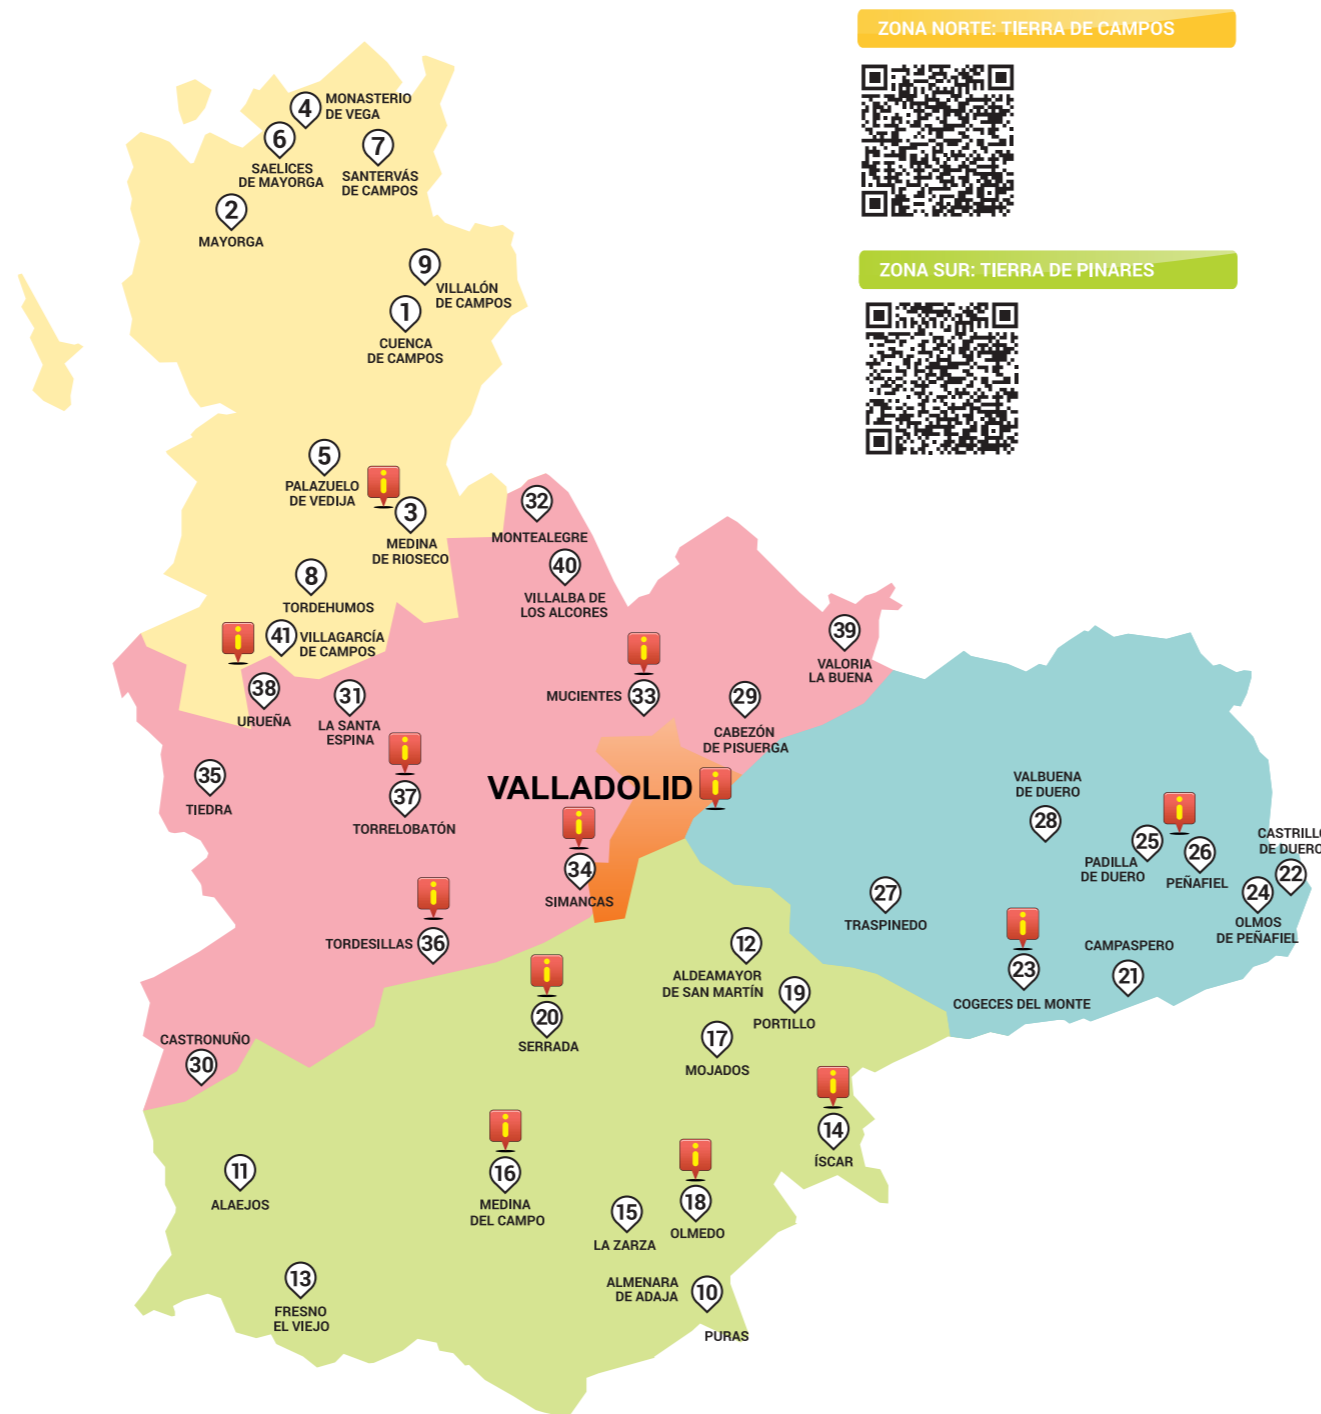 ZONA NORTE: TIERRA DE CAMPOS
4
MONASTERIO
DE VEGA
6
SAELICES
DE MAYORGA
7
SANTERVÁS
DE CAMPOS
2
MAYORGA
ZONA SUR: TIERRA DE PINARES
9
VILLALÓN
DE CAMPOS
1
CUENCA
DE CAMPOS
5
PALAZUELO
DE VEDIJA
i
3
MEDINA
DE RIOSECO
32
MONTEALEGRE
40
VILLALBA DE
LOS ALCORES
8
TORDEHUMOS
i
41
VILLAGARCÍA
DE CAMPOS
39
VALORIA
LA BUENA
38
URUEÑA
31
LA SANTA
ESPINA
i
MUCIENTES
33
29
CABEZÓN
DE PISUERGA
35
TIEDRA
i
37
TORRELOBATÓN
VALLADOLID
i
i
34
SIMANCAS
VALBUENA
DE DUERO
28
i
25
PADILLA
DE DUERO
26
PEÑAFIEL
CASTRILLO
DE DUERO
22
24
OLMOS
DE PEÑAFIEL
27
TRASPINEDO
i
TORDESILLAS
36
i
23
COGECES DEL MONTE
CAMPASPERO
21
12
ALDEAMAYOR
DE SAN MARTÍN
19
PORTILLO
i
20
SERRADA
17
MOJADOS
CASTRONUÑO
30
i
14
ÍSCAR
i
16
MEDINA
DEL CAMPO
i
18
OLMEDO
11
ALAEJOS
15
LA ZARZA
13
FRESNO
EL VIEJO
ALMENARA
DE ADAJA
10
PURAS